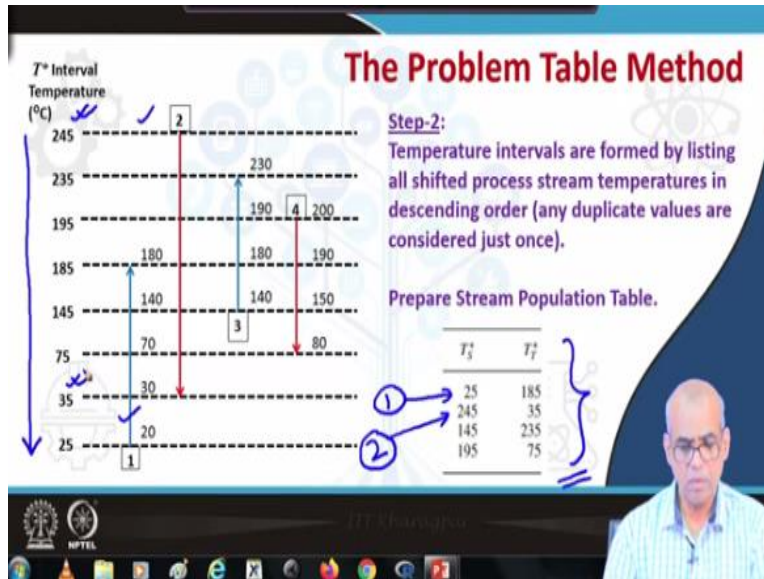 The Problem Table Method
T* Interval
Temperature
(°C)
245
235
195
185
145
75
35
25
2
230
190
4
200
180
180
190
140
140
150
3
70
80
30
20
1
Step-2:
Temperature intervals are formed by listing
all shifted process stream temperatures in
descending order (any duplicate values are
considered just once).
Prepare Stream Population Table.
T*S T*T
1 25 185
2 245 35
145 235
195 75
IIT Kharagpur
NPTEL